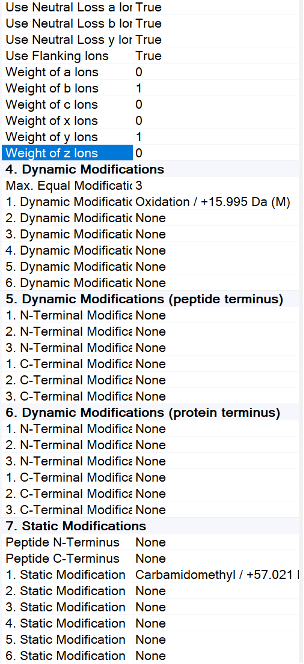 Use Neutral Loss a Ior True
Use Neutral Loss b Ior True
Use Neutral Loss y Ior True
Use Flanking Ions True
Weight of a Ions 0
Weight of b Ions 1
Weight of c Ions 0
Weight of x Ions 0
Weight of y Ions 1
Weight of z Ions 0
4. Dynamic Modifications
Max. Equal Modificatic 3
1. Dynamic Modificatic Oxidation / +15.995 Da (M)
2. Dynamic Modificatic None
3. Dynamic Modificatic None
4. Dynamic Modificatic None
5. Dynamic Modificatic None
6. Dynamic Modificatic None
5. Dynamic Modifications (peptide terminus)
1. N-Terminal Modifica None
2. N-Terminal Modifica None
3. N-Terminal Modifica None
1. C-Terminal Modifica None
2. C-Terminal Modifica None
3. C-Terminal Modifica None
6. Dynamic Modifications (protein terminus)
1. N-Terminal Modifica None
2. N-Terminal Modifica None
3. N-Terminal Modifica None
1. C-Terminal Modifica None
2. C-Terminal Modifica None
3. C-Terminal Modifica None
7. Static Modifications
Peptide N-Terminus None
Peptide C-Terminus None
1. Static Modification Carbamidomethyl / +57.021
2. Static Modification None
3. Static Modification None
4. Static Modification None
5. Static Modification None
6. Static Modification None